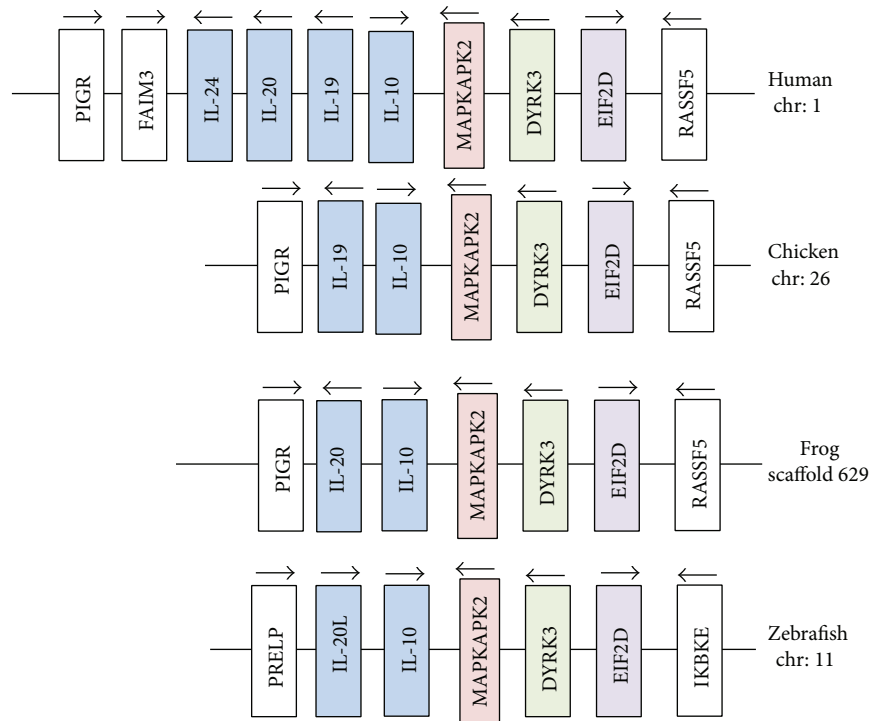 PIGR
FAIM3
IL-24
IL-20
IL-19
IL-10
MAPKAPK2
DYRK3
EIF2D
RASSF5
Human
chr: 1
PIGR
IL-19
IL-10
MAPKAPK2
DYRK3
EIF2D
RASSF5
Chicken
chr: 26
PIGR
IL-20
IL-10
MAPKAPK2
DYRK3
EIF2D
RASSF5
Frog
scaffold 629
PRELP
IL-20L
IL-10
MAPKAPK2
DYRK3
EIF2D
IKBKE
Zebrafish
chr: 11